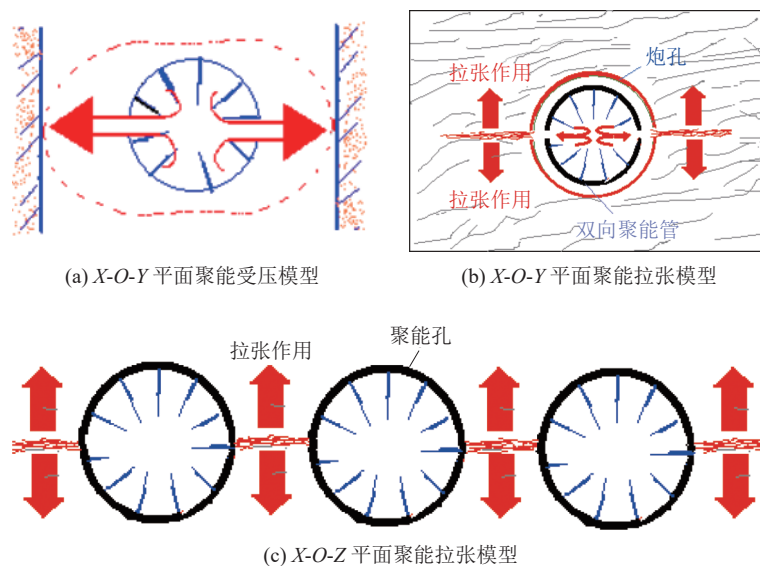 炮孔
拉张作用
拉张作用
双向聚能管
(a) X-O-Y 平面聚能受压模型
(b) X-O-Y 平面聚能拉张模型
拉张作用
聚能孔
(c) X-O-Z 平面聚能拉张模型